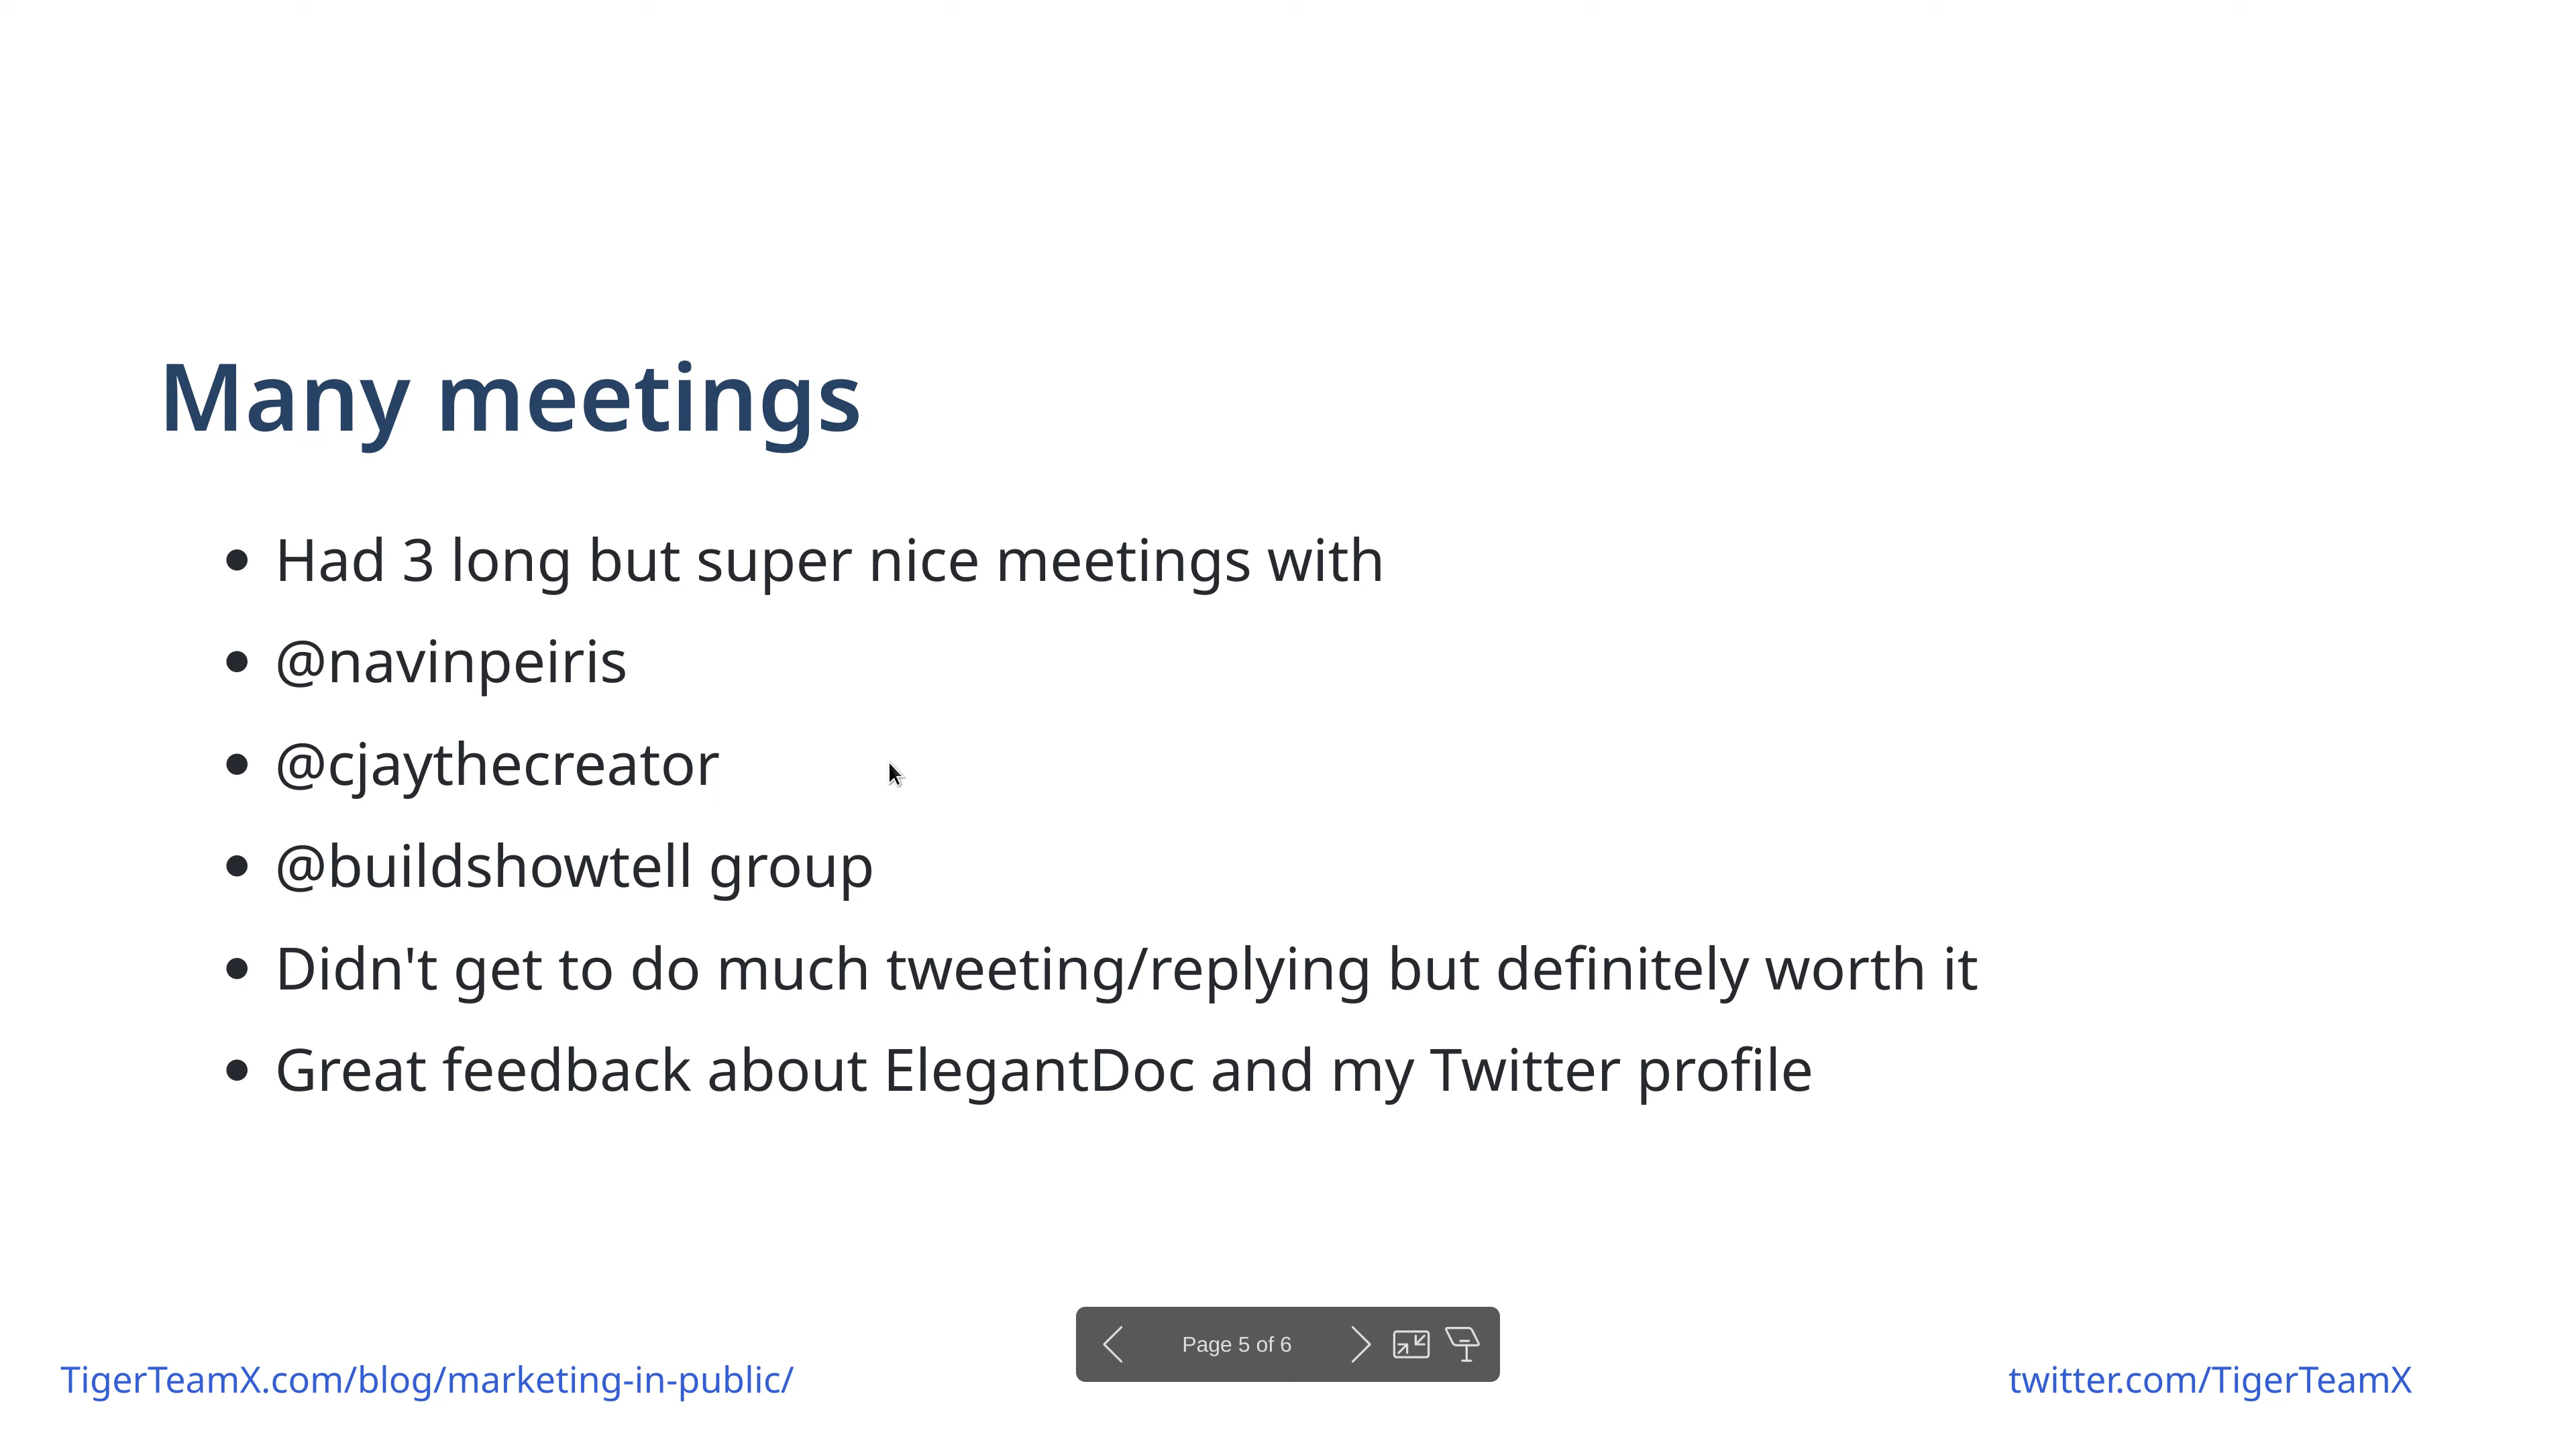 Many meetings
Had 3 long but super nice meetings with
@navinpeiris
@cjaythecreator
@buildshowtell group
Didn't get to do much tweeting/replying but definitely worth it
Great feedback about ElegantDoc and my Twitter profile
Page 5 of 6
TigerTeamX.com/blog/marketing-in-public/
twitter.com/TigerTeamX